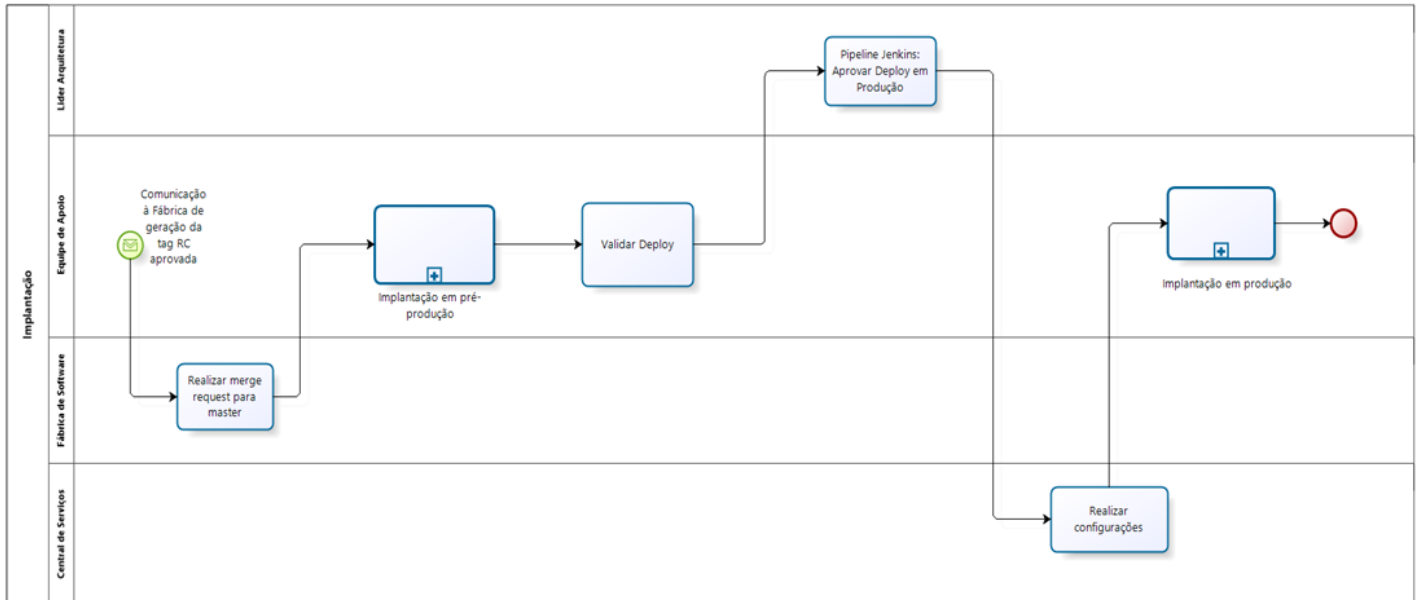 Implantação
Lider Arquitetura
Pipeline Jenkins:
Aprovar Deploy em
Produção
Equipe de Apoio
Comunicação
à Fábrica de
geração da
tag RC
aprovada
Implantação em pré-
produção
Validar Deploy
Implantação em produção
Fábrica de Software
Realizar merge
request para
master
Central de Serviços
Realizar
configurações